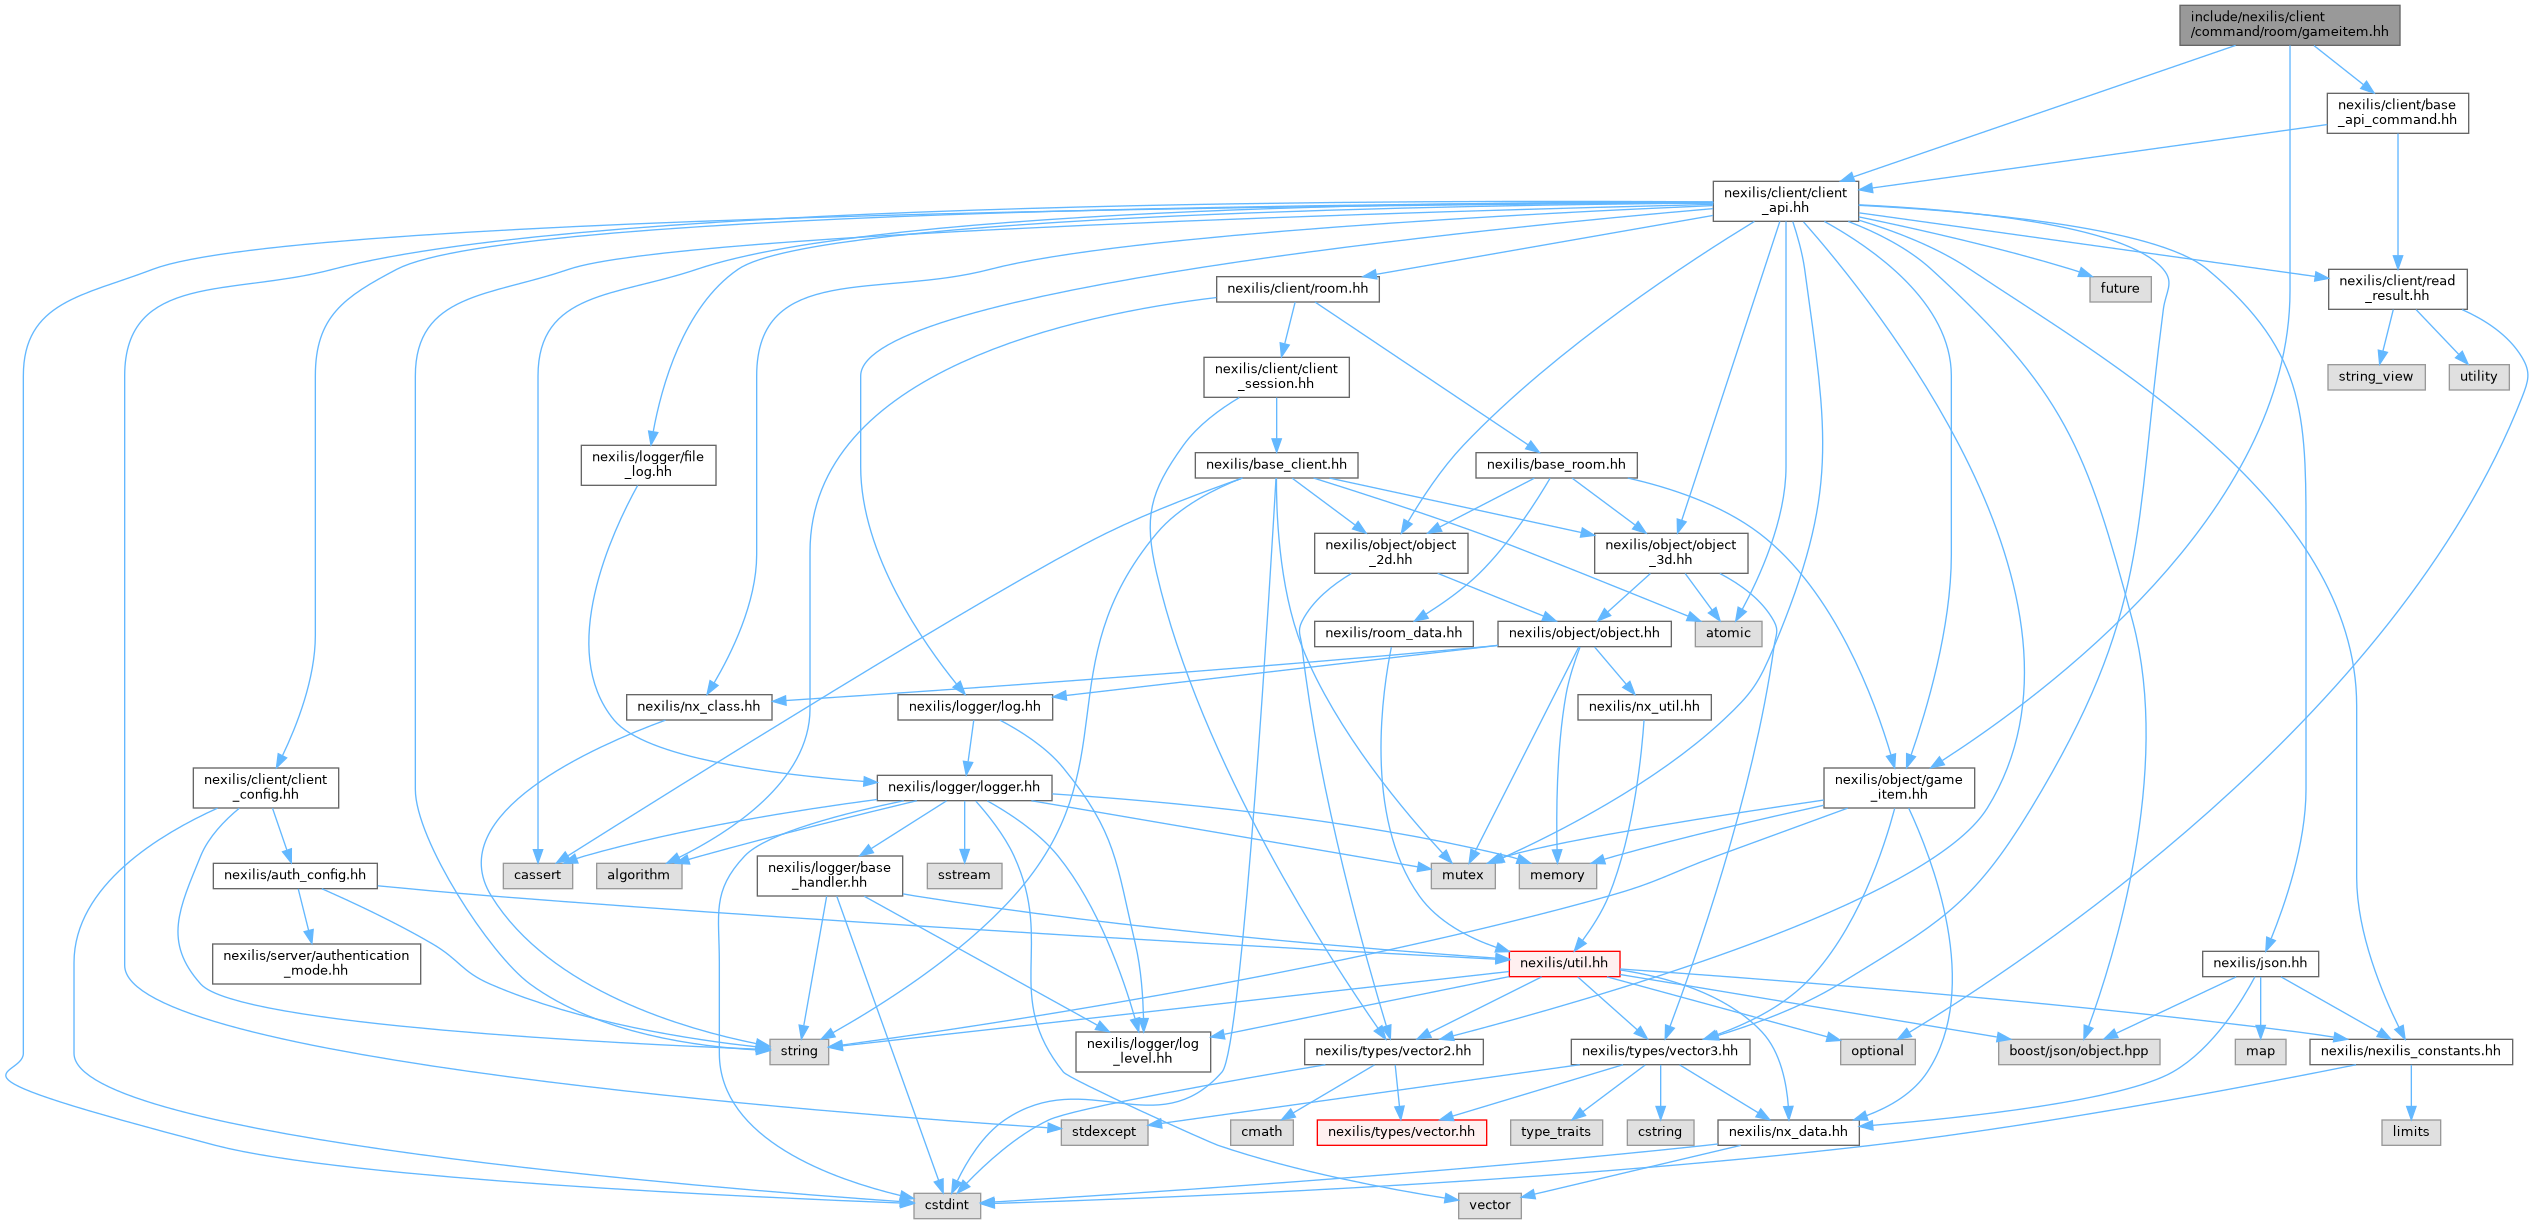 include/nexilis/client
/command/room/gameitem.hh
nexilis/client/base
_api_command.hh
nexilis/client/client
_api.hh
nexilis/client/room.hh
future
nexilis/client/read
_result.hh
nexilis/client/client
_session.hh
string_view
utility
nexilis/logger/file
_log.hh
nexilis/base_client.hh
nexilis/base_room.hh
nexilis/object/object
_2d.hh
nexilis/object/object
_3d.hh
nexilis/room_data.hh
nexilis/object/object.hh
atomic
nexilis/nx_class.hh
nexilis/logger/log.hh
nexilis/nx_util.hh
nexilis/client/client
_config.hh
nexilis/logger/logger.hh
nexilis/object/game
_item.hh
nexilis/auth_config.hh
cassert
algorithm
nexilis/logger/base
_handler.hh
sstream
mutex
memory
nexilis/server/authentication
_mode.hh
nexilis/util.hh
nexilis/json.hh
string
nexilis/logger/log
_level.hh
nexilis/types/vector2.hh
nexilis/types/vector3.hh
optional
boost/json/object.hpp
map
nexilis/nexilis_constants.hh
stdexcept
cmath
nexilis/types/vector.hh
type_traits
cstring
nexilis/nx_data.hh
limits
cstdint
vector